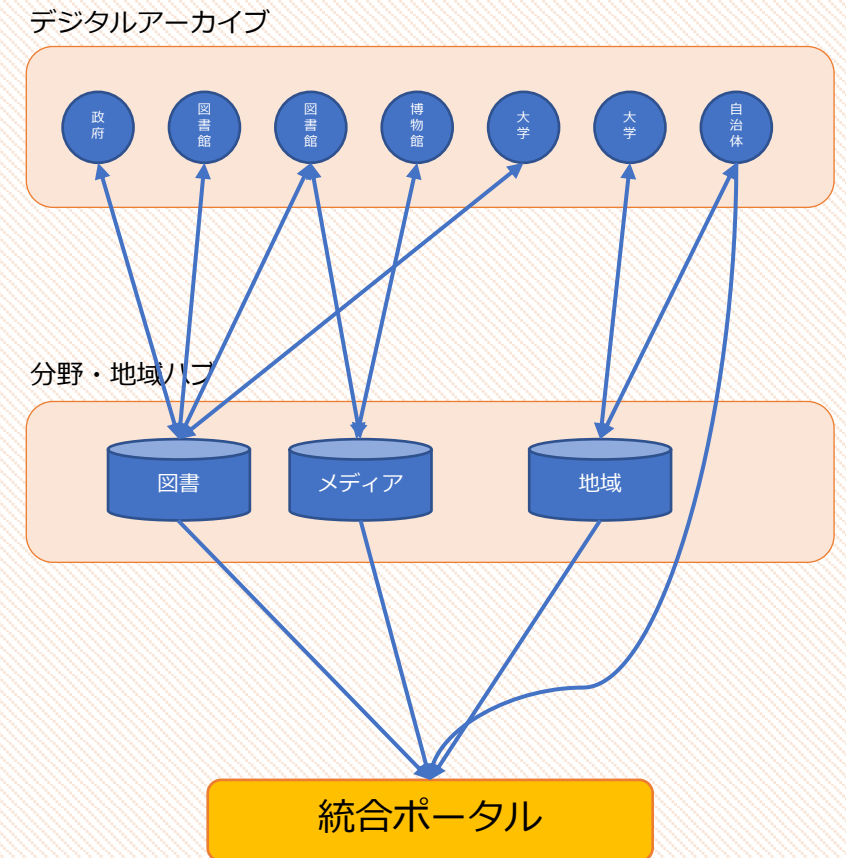 デジタルアーカイブ
政府
図書館
図書館
博物館
大学
大学
自治体
分野・地域ハブ
図書
メディア
地域
統合ポータル